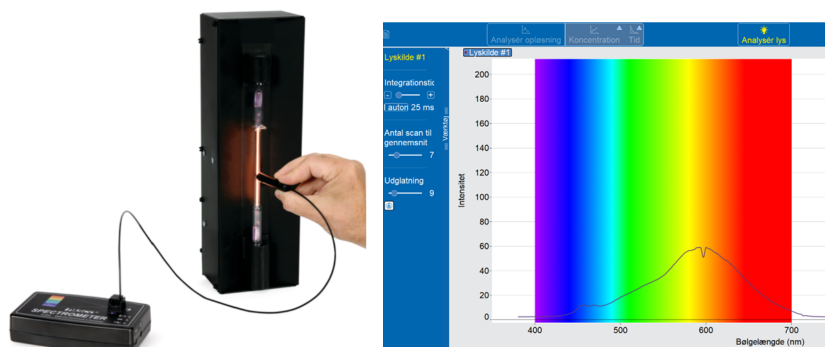 SPECTROMETER
Analysér opløsning
Koncentration
Tid
Analysér lys
Lyskilde #1
Lyskilde #1
Integrationstid
25 ms
Antal scan til
gennemsnit
7
Udglatning
9
Værktøj
Intensitet
200
180
160
140
120
100
80
60
40
20
0
400
500
600
700
Bølgelængde (nm)